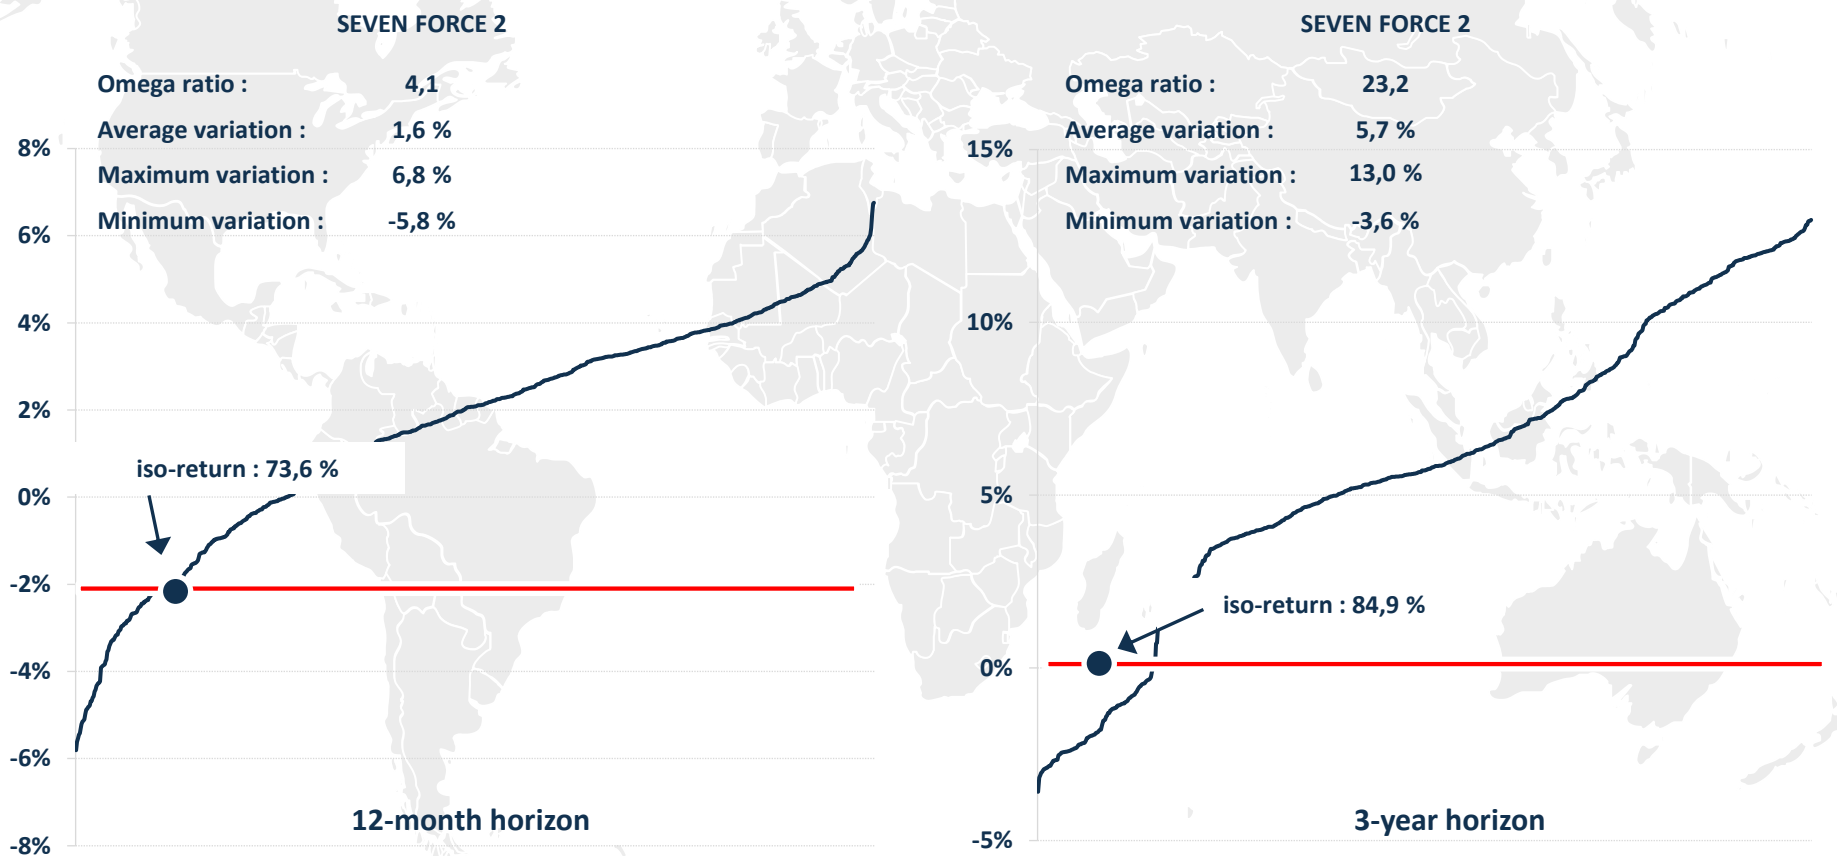 SEVEN FORCE 2
Omega ratio : 4,1
Average variation : 1,6 %
Maximum variation : 6,8 %
Minimum variation : -5,8 %
8%
6%
4%
2%
0%
-2%
-4%
-6%
-8%
iso-return : 73,6 %
12-month horizon
SEVEN FORCE 2
Omega ratio : 23,2
Average variation : 5,7 %
Maximum variation : 13,0 %
Minimum variation : -3,6 %
15%
10%
5%
0%
-5%
iso-return : 84,9 %
3-year horizon